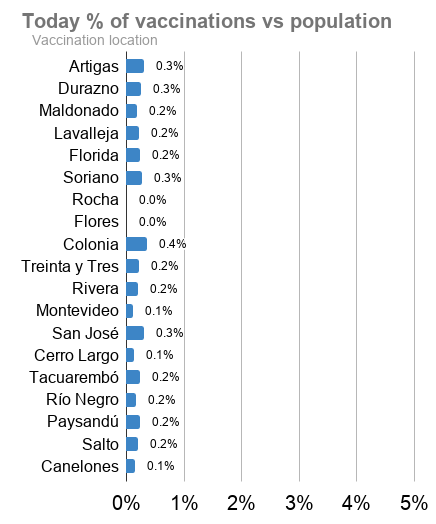 Today % of vaccinations vs population
Vaccination location
Artigas 0.3%
Durazno 0.3%
Maldonado 0.2%
Lavalleja 0.2%
Florida 0.2%
Soriano 0.3%
Rocha 0.0%
Flores 0.0%
Colonia 0.4%
Treinta y Tres 0.2%
Rivera 0.2%
Montevideo 0.1%
San José 0.3%
Cerro Largo 0.1%
Tacuarembó 0.2%
Río Negro 0.2%
Paysandú 0.2%
Salto 0.2%
Canelones 0.1%
0% 1% 2% 3% 4% 5%